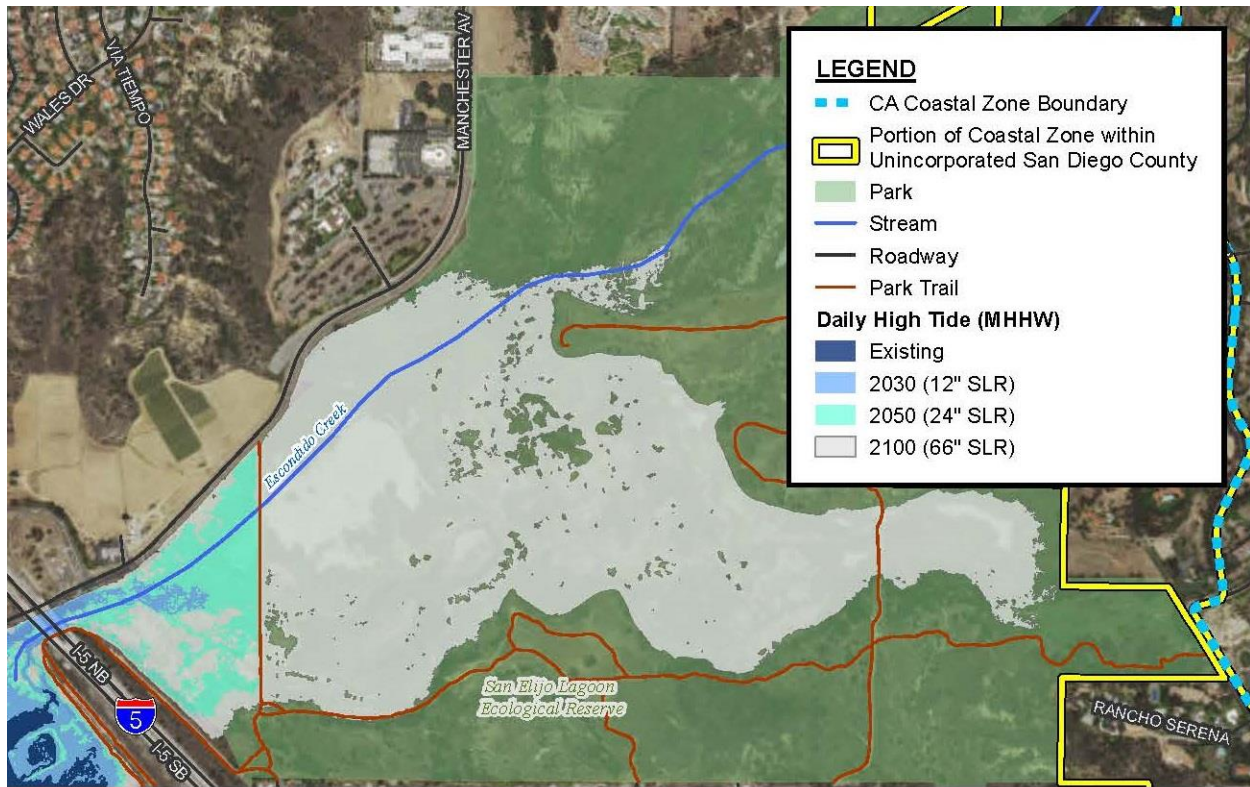 WALES DR
VIA TIEMPO
MANCHESTER AV
LEGEND
CA Coastal Zone Boundary
Portion of Coastal Zone within
Unincorporated San Diego County
Park
Stream
Roadway
Park Trail
Daily High Tide (MHHW)
Existing
2030 (12" SLR)
2050 (24" SLR)
2100 (66" SLR)
Escondido Creek
I-5 NB
5
I-5 SB
San Elijo Lagoon
Ecological Reserve
RANCHO SERENA